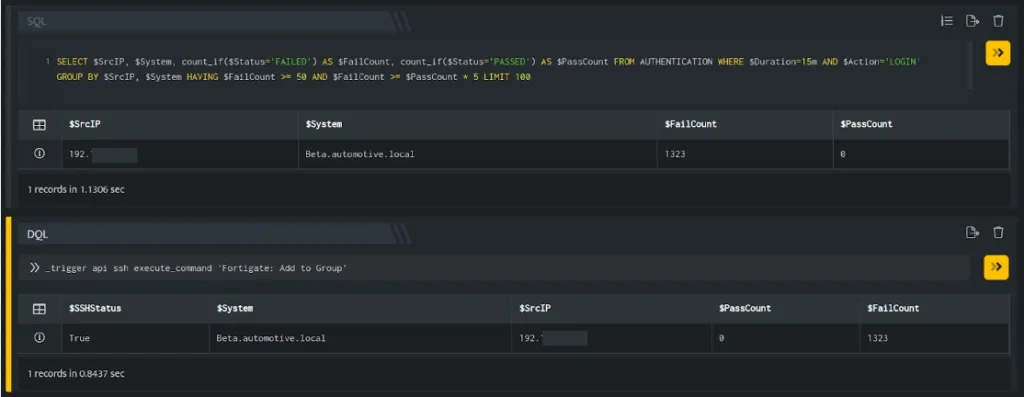 SQL
1 SELECT $SrcIP, $System, count_if($Status='FAILED') AS $FailCount, count_if($Status='PASSED') AS $PassCount FROM AUTHENTICATION WHERE $Duration=15m AND $Action='LOGIN'
GROUP BY $SrcIP, $System HAVING $FailCount >= 50 AND $FailCount >= $PassCount * 5 LIMIT 100
$SrcIP $System $FailCount $PassCount
192. Beta.automotive.local 1323 0
1 records in 1.1306 sec
DQL
_trigger api ssh execute_command 'Fortigate: Add to Group'
$SSHStatus $System $SrcIP $PassCount $FailCount
True Beta.automotive.local 192. 0 1323
1 records in 0.8437 sec